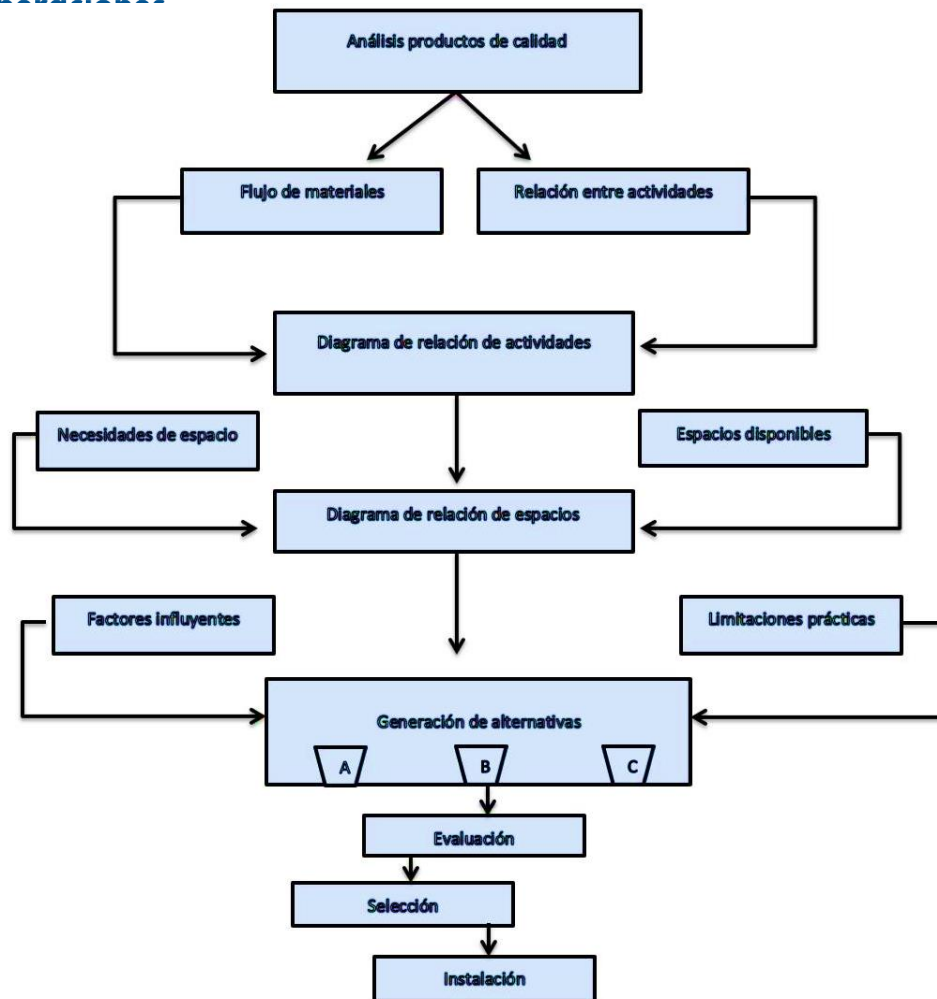 Análisis productos de calidad
Flujo de materiales
Relación entre actividades
Diagrama de relación de actividades
Necesidades de espacio
Espacios disponibles
Diagrama de relación de espacios
Factores influyentes
Limitaciones prácticas
Generación de alternativas
A
B
C
Evaluación
Selección
Instalación